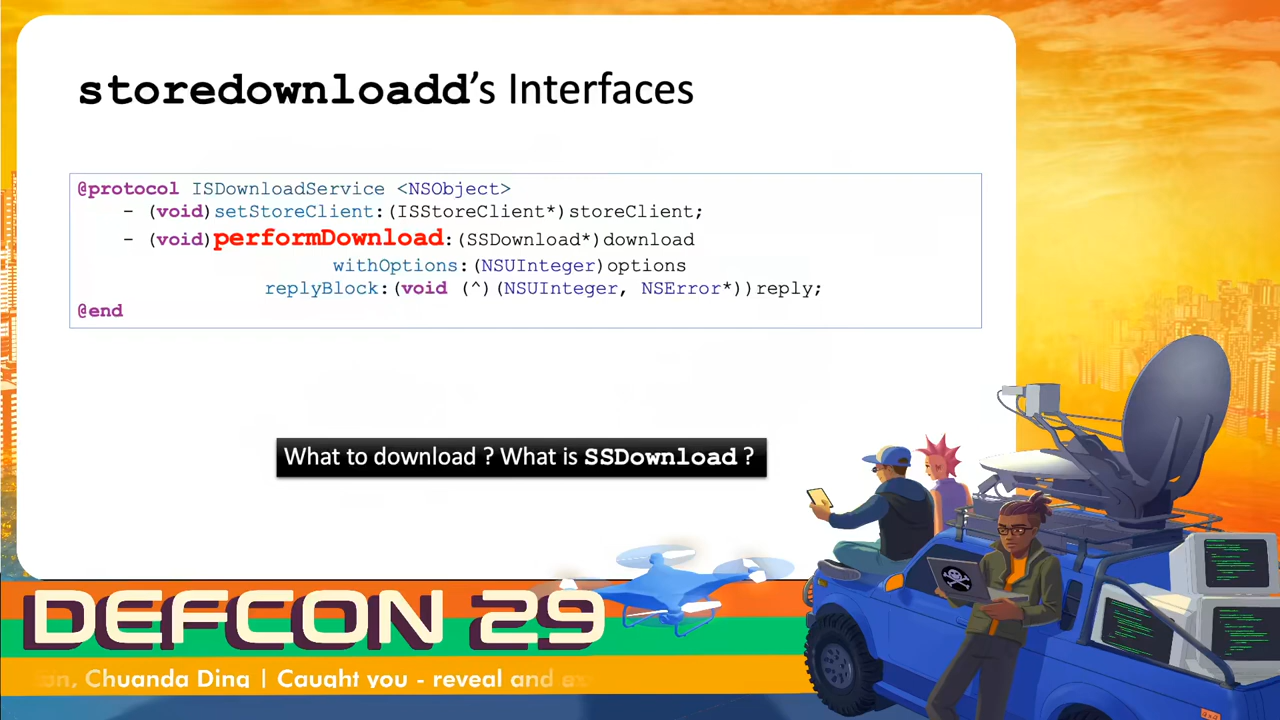 storedownloadd's Interfaces
@protocol ISDownloadService <NSObject>
- (void)setStoreClient:(ISStoreClient*)storeClient;
- (void)performDownload:(SSDownload*)download
withOptions:(NSUInteger)options
replyBlock:(void (^)(NSUInteger, NSError*))reply;
@end
What to download ? What is SSDownload ?
DEFCON 29
Chuanda Ding | Caught you - reveal and